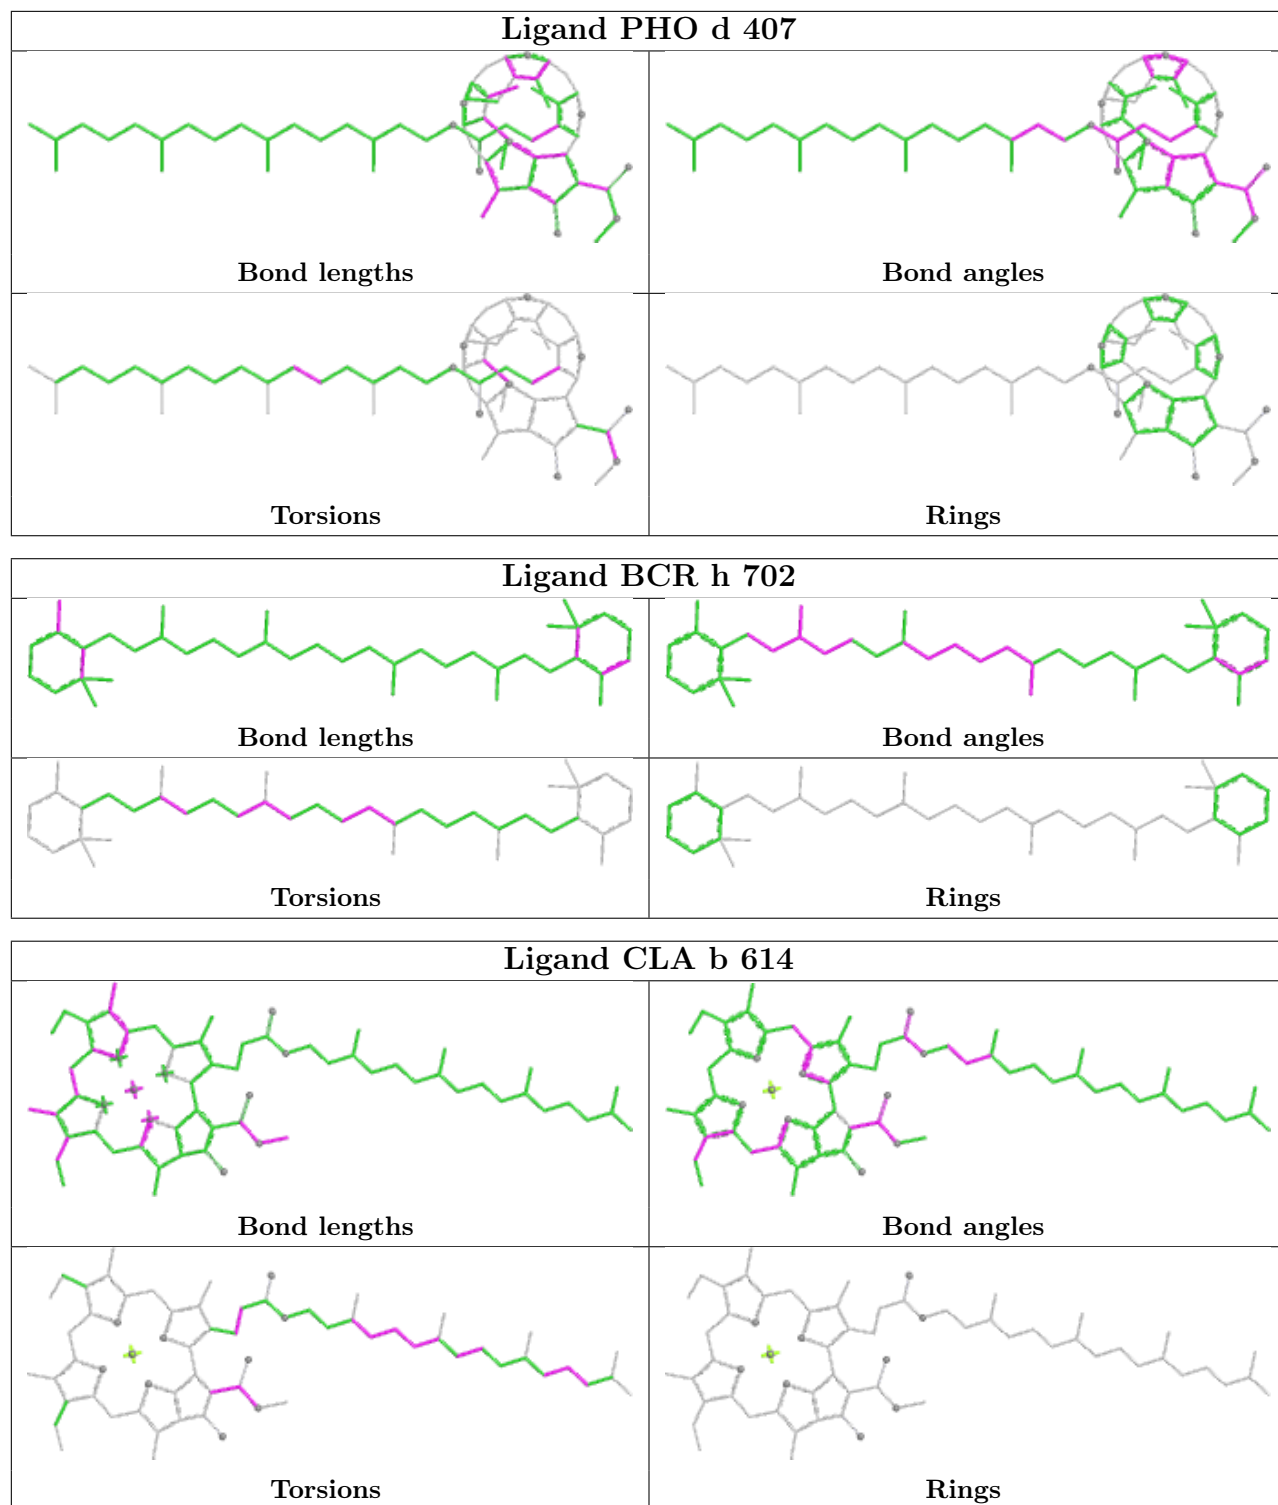 Ligand PHO d 407
Bond lengths
Bond angles
Torsions
Rings
Ligand BCR h 702
Bond lengths
Bond angles
Torsions
Rings
Ligand CLA b 614
Bond lengths
Bond angles
Torsions
Rings